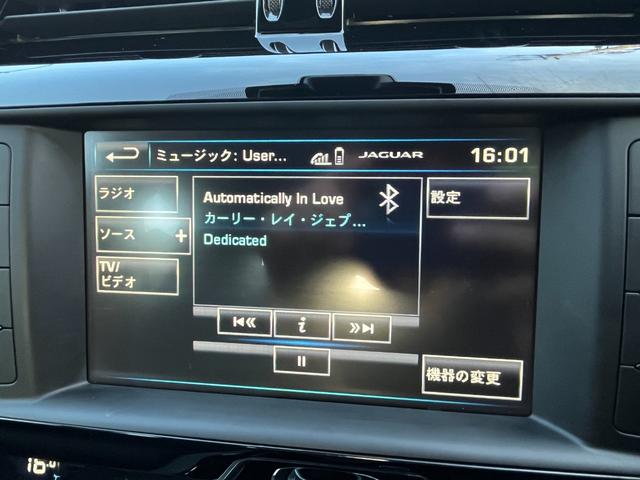 ミュージック: User... JAGUAR 16:01
ラジオ
ソース +
TV/
ビデオ
Automatically In Love
カーリー・レイ・ジェプ...
Dedicated
設定
i
機器の変更
16.0